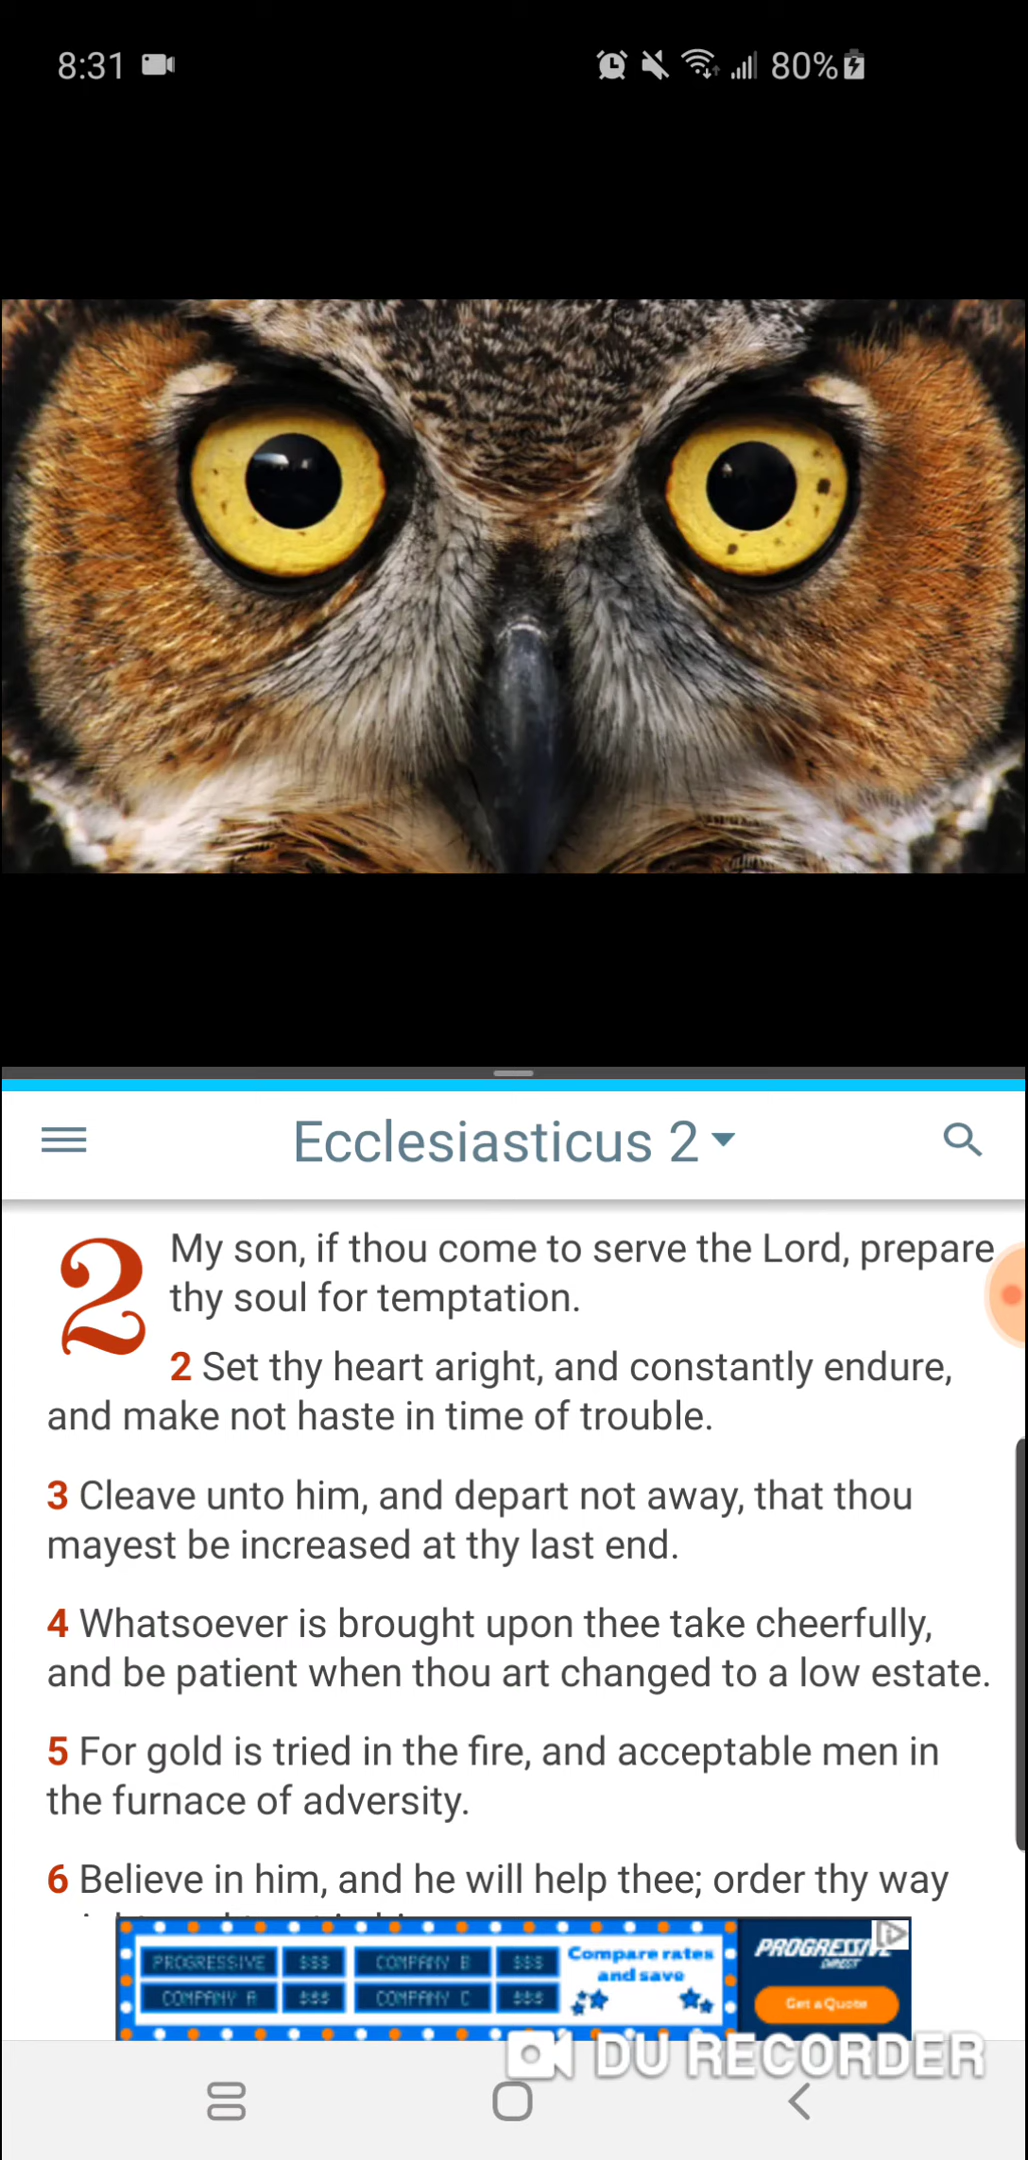 8:31 80%
Ecclesiasticus 2
2 My son, if thou come to serve the Lord, prepare
thy soul for temptation.
2 Set thy heart aright, and constantly endure,
and make not haste in time of trouble.
3 Cleave unto him, and depart not away, that thou
mayest be increased at thy last end.
4 Whatsoever is brought upon thee take cheerfully,
and be patient when thou art changed to a low estate.
5 For gold is tried in the fire, and acceptable men in
the furnace of adversity.
6 Believe in him, and he will help thee; order thy way
PROGRESSIVE $$$ COMPANY B $$$
COMPANY A $$$ COMPANY C $$$
Compare rates
and save
PROGRESSIVE
DIRECT
Get a Quote
DU RECORDER